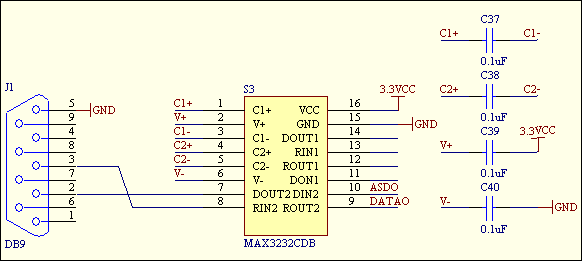 J1
5 GND
9
4
8
3
7
2
6
1
DB9
S3
C1+ 1 C1+ VCC 16 3.3VCC
V+ 2 V+ GND 15 GND
C1- 3 C1- DOUT1 14
C2+ 4 C2+ RIN1 13
C2- 5 C2- ROUT1 12
V- 6 V- DON1 11
7 DOUT2 DIN2 10 ASDO
8 RIN2 ROUT2 9 DATAO
MAX3232CDB
C37
C1+ C1-
0.1uF
C38
C2+ C2-
0.1uF
C39 3.3VCC
V+
0.1uF
C40
V- GND
0.1uF